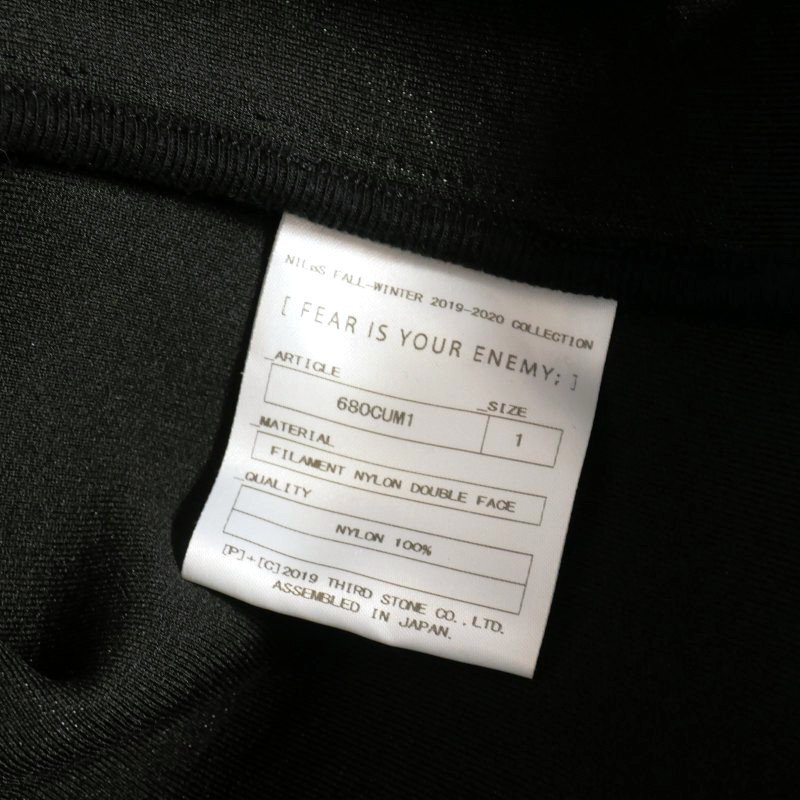 NILøS FALL-WINTER 2019-2020 COLLECTION
[ FEAR IS YOUR ENEMY; ]
_ARTICLE
_SIZE
680CUM1
1
_MATERIAL
FILAMENT NYLON DOUBLE FACE
_QUALITY
NYLON 100%
[P]+[C]2019 THIRD STONE CO.,LTD.
ASSEMBLED IN JAPAN.